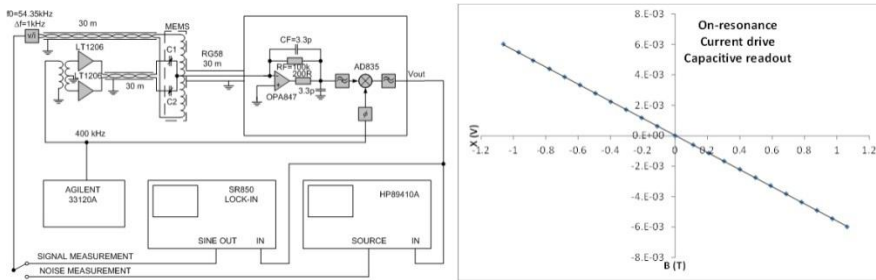 f0=54.35kHz
Δf=1kHz
30 m
MEMS
v/i
LT1206
C1
RG58
30 m
CF=3.3p
RF=100k
200R
AD835
Vout
LT1206
30 m
C2
OPA847
3.3p
ϕ
400 kHz
AGILENT
33120A
SR850
LOCK-IN
HP89410A
SINE OUT IN
SOURCE IN
SIGNAL MEASUREMENT
NOISE MEASUREMENT
On-resonance
Current drive
Capacitive readout
8.E-03
6.E-03
4.E-03
2.E-03
0.E+00
-1.2 -1 -0.8 -0.6 -0.4 -0.2 0 0.2 0.4 0.6 0.8 1 1.2
-2.E-03
-4.E-03
-6.E-03
-8.E-03
X (V)
B (T)